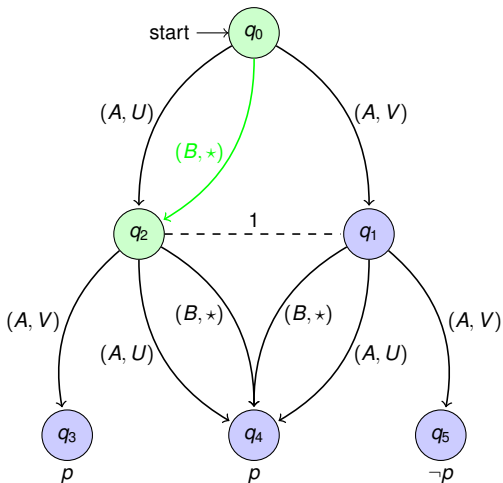 start q0
(A, U) (A, V)
(B, ⋆)
q2 1 q1
(A, V) (A, U) (B, ⋆) (B, ⋆) (A, U) (A, V)
q3 q4 q5
p p ¬p